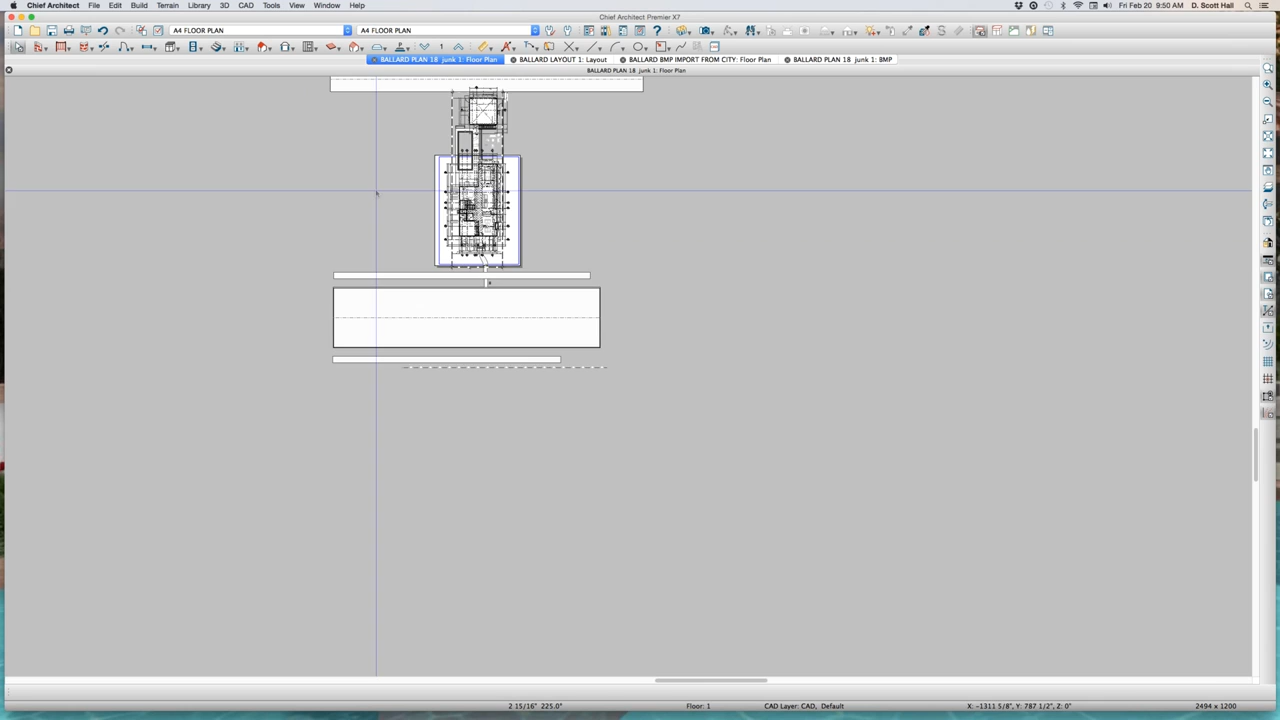 Chief Architect File Edit Build Terrain Library 3D CAD Tools View Window Help Fri Feb 20 9:50 AM D. Scott Hall
Chief Architect Premier X7
A4 FLOOR PLAN A4 FLOOR PLAN
1
BALLARD PLAN 18 junk 1: Floor Plan BALLARD LAYOUT 1: Layout BALLARD BMP IMPORT FROM CITY: Floor Plan BALLARD PLAN 18 junk 1: BMP
BALLARD PLAN 18 junk 1: Floor Plan
2 15/16" 225.0° Floor: 1 CAD Layer: CAD, Default X: -1311 5/8", Y: 787 1/2", Z: 0" 2494 x 1200